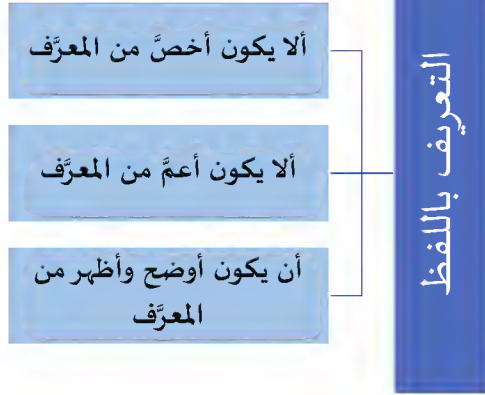 التعريف باللفظ
ألا يكون أخصَّ من المعرَّف
ألا يكون أعمَّ من المعرَّف
أن يكون أوضح وأظهر من
المعرَّف